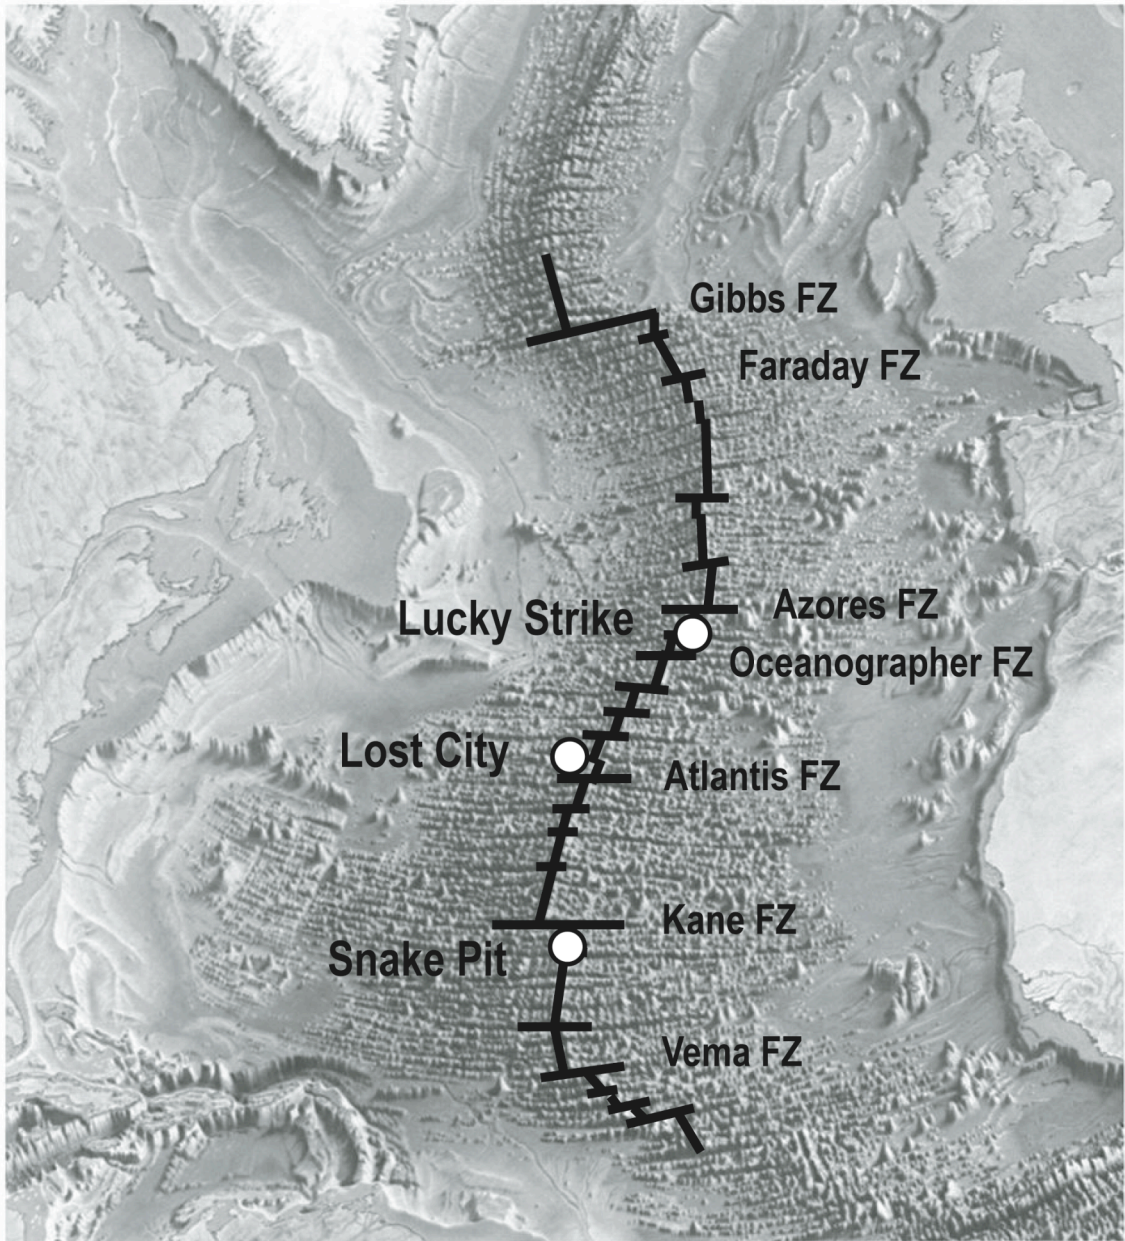 Gibbs FZ
Faraday FZ
Azores FZ
Lucky Strike
Oceanographer FZ
Lost City
Atlantis FZ
Kane FZ
Snake Pit
Vema FZ